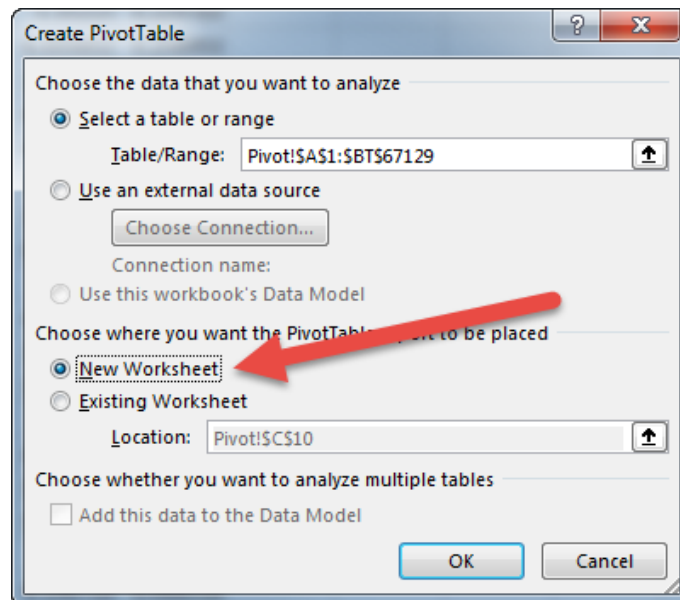 Create PivotTable
?
Choose the data that you want to analyze
Select a table or range
Table/Range: Pivot!$A$1:$BT$67129
Use an external data source
Choose Connection...
Connection name:
Use this workbook's Data Model
Choose where you want the PivotTable to be placed
New Worksheet
Existing Worksheet
Location: Pivot!$C$10
Choose whether you want to analyze multiple tables
Add this data to the Data Model
OK Cancel